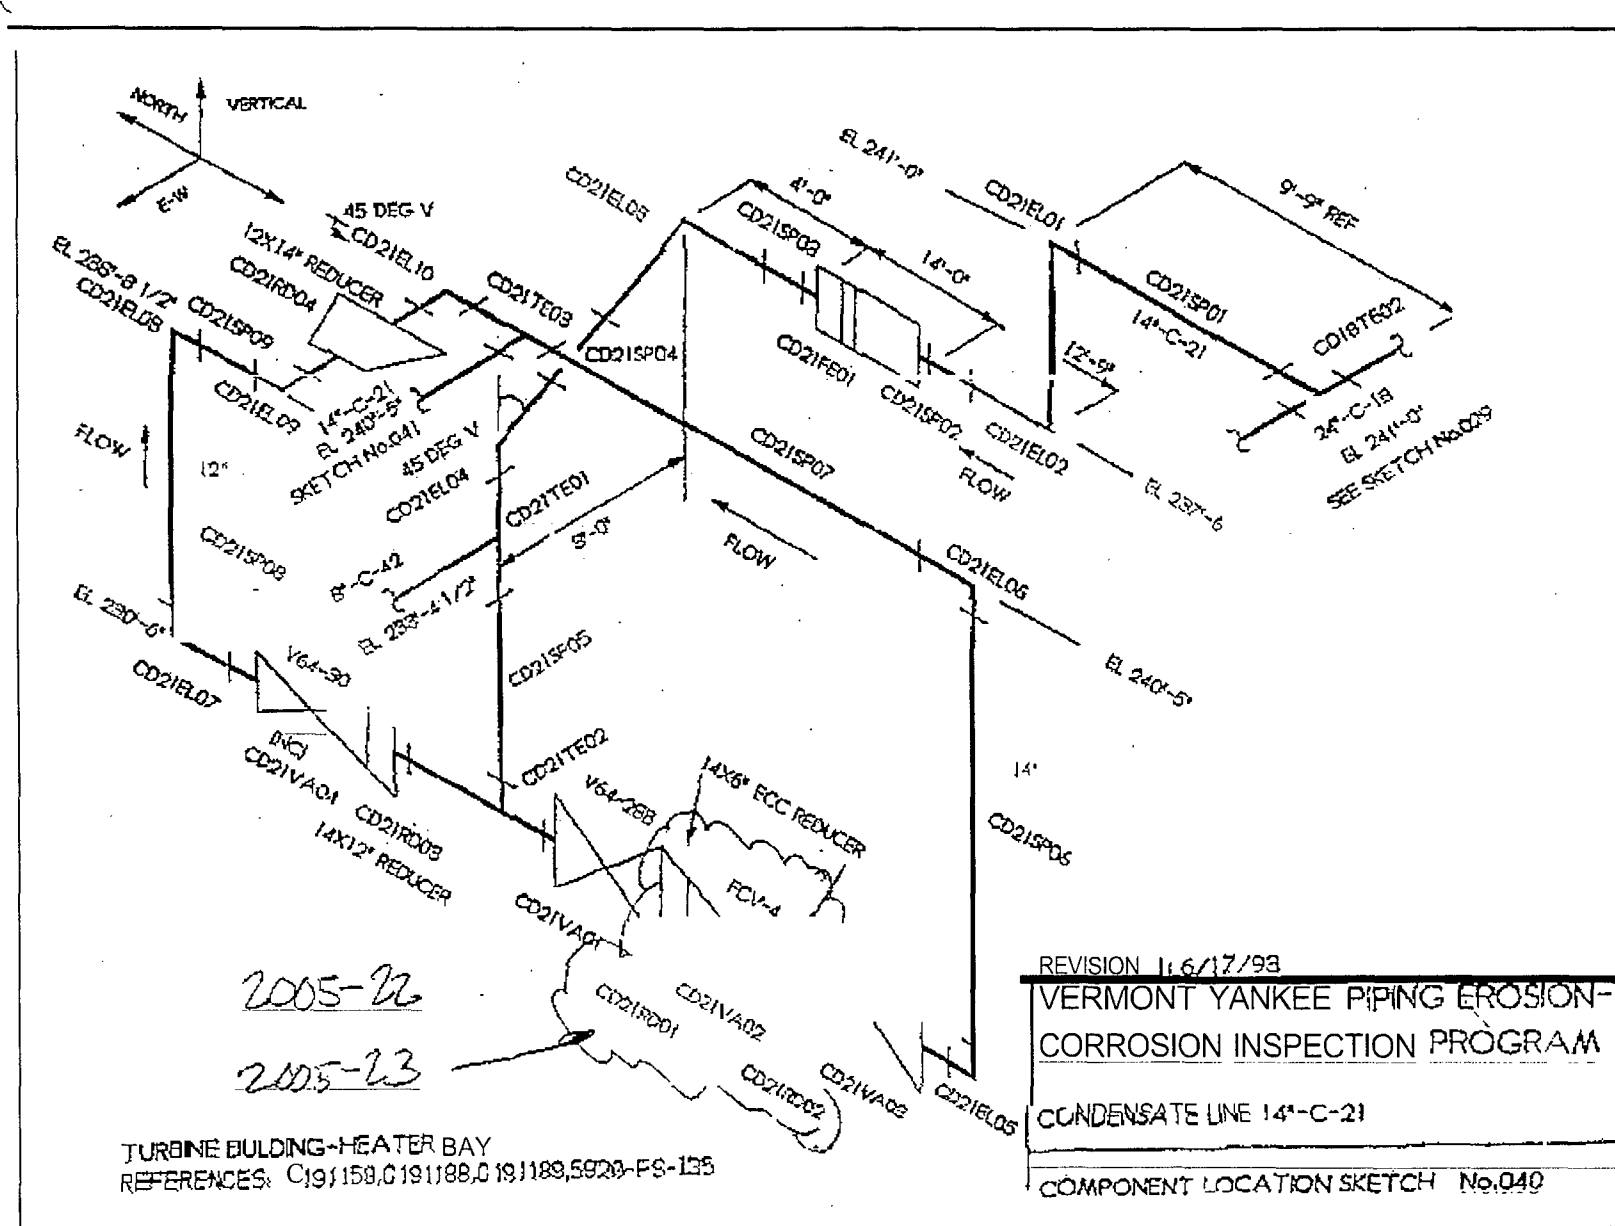 NORTH
VERTICAL
E-W
45 DEG V
CD21EL10
12X14" REDUCER
CD21RD04
EL 236'-8 1/2"
CD21EL08
CD21SP09
CD21EL09
CD21TE03
14"-C-21
EL 240'-5"
SKETCH No.041
45 DEG V
CD21EL04
CD21SP04
4'-0"
CD21SP03
14'-0"
CD21FE01
CD21SP02
CD21EL02
FLOW
EL 241'-0"
CD21EL01
9'-9" REF
CD21SP01
14"-C-21
CD18TE02
12'-9"
24"-C-18
EL 241'-0"
SEE SKETCH No.029
EL 237'-6
FLOW
12"
CD21SP08
EL 230'-6"
CD21EL07
V64-30
CD21VA04
CD21RD03
14X12" REDUCER
CD21TE01
8'-0"
8"-C-42
EL 233'-4 1/2"
CD21SP05
CD21TE02
CD21SP07
FLOW
CD21EL06
EL 240'-5"
14"
CD21SP06
V64-28B
14X6" ECC REDUCER
FCV-4
CD21VA01
CD21RD01
CD21VA02
CD21RD02
CD21VA03
CD21EL05
2005-22
2005-23
TURBINE BUILDING-HEATER BAY
REFERENCES: C191159,G191188,G191189,5920-FS-135
REVISION 1: 6/17/93
VERMONT YANKEE PIPING EROSION-
CORROSION INSPECTION PROGRAM
CONDENSATE LINE 14"-C-21
COMPONENT LOCATION SKETCH No.040